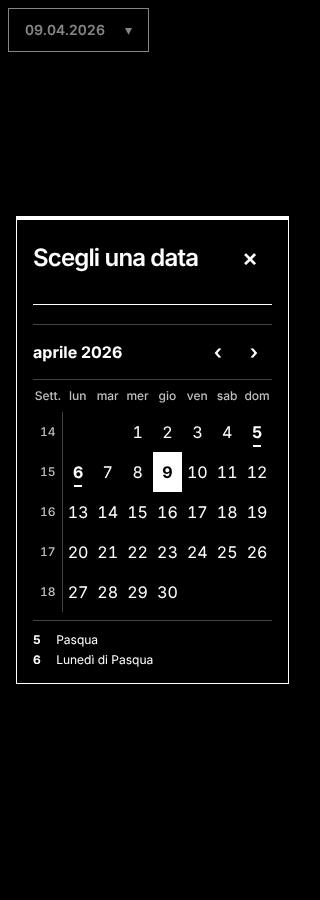 09.04.2026 ▾
Scegli una data ×
aprile 2026 ‹ ›
Sett. lun mar mer gio ven sab dom
14 1 2 3 4 5
15 6 7 8 9 10 11 12
16 13 14 15 16 17 18 19
17 20 21 22 23 24 25 26
18 27 28 29 30
5 Pasqua
6 Lunedì di Pasqua